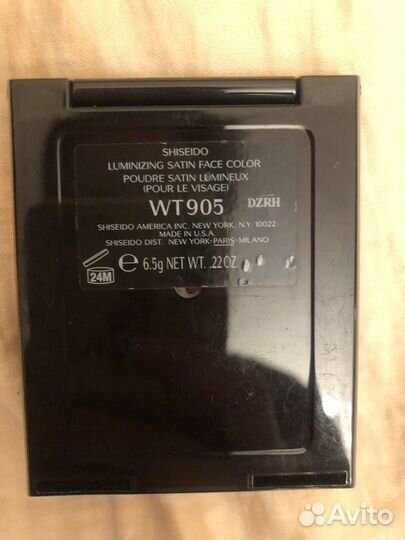 SHISEIDO
LUMINIZING SATIN FACE COLOR
POUDRE SATIN LUMINEUX
(POUR LE VISAGE)
WT905 DZRH
SHISEIDO AMERICA INC. NEW YORK, N.Y. 10022
MADE IN U.S.A.
SHISEIDO DIST. NEW YORK·PARIS·MILANO
24M e 6.5g NET WT. .22 OZ.
Avito